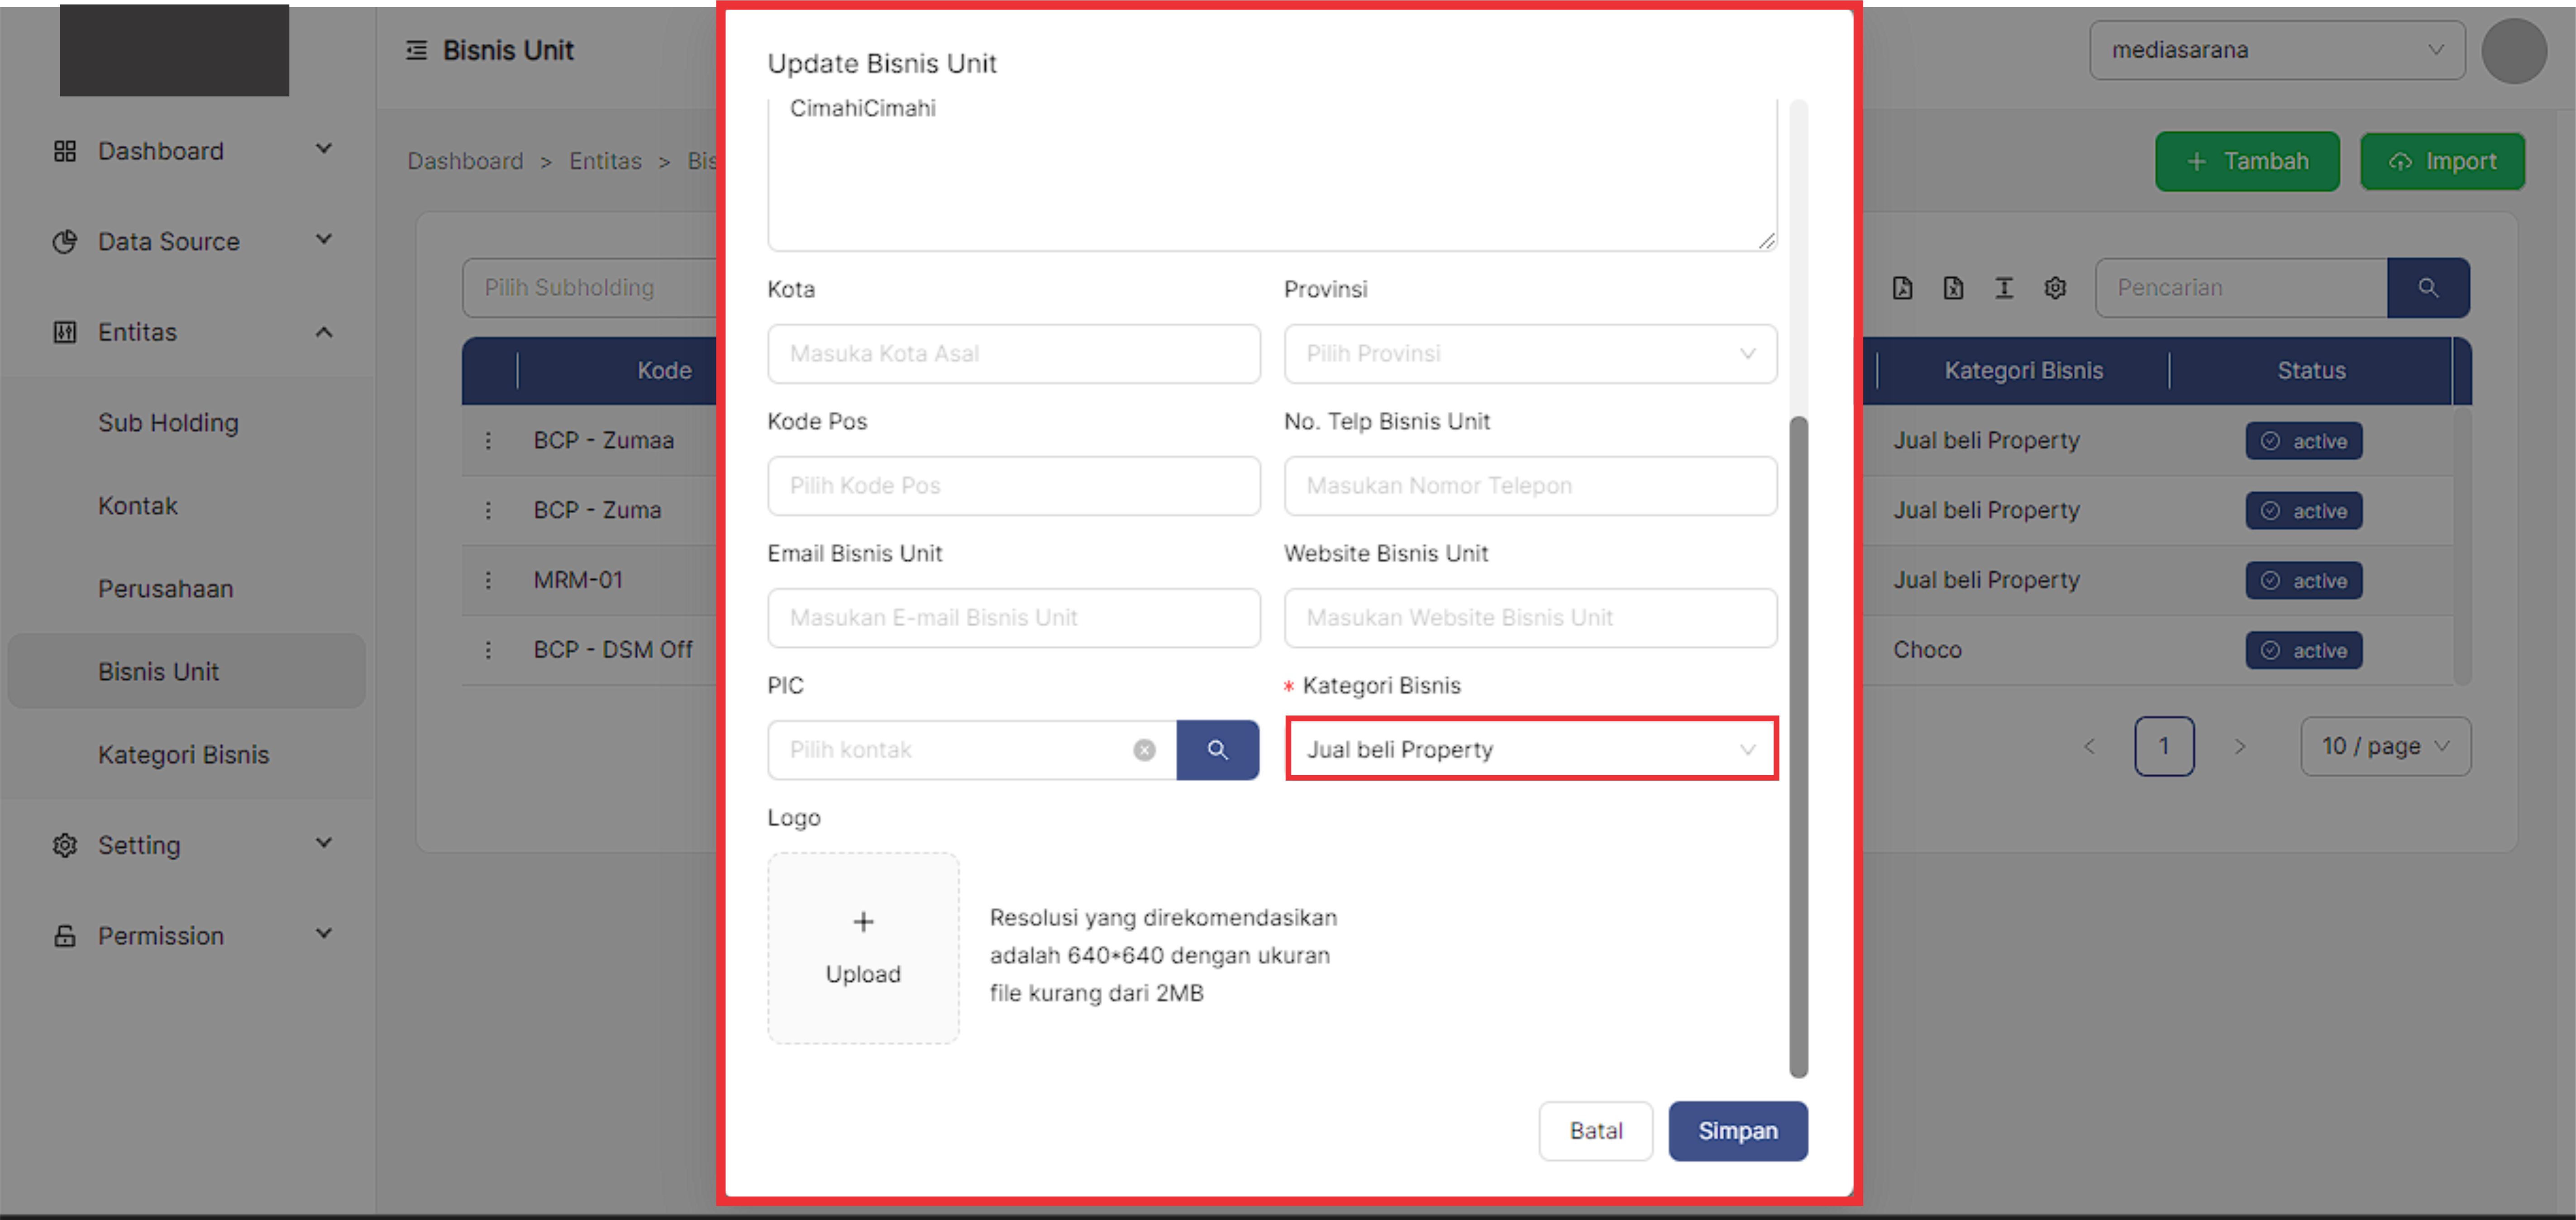 Bisnis Unit
mediasarana
Dashboard
Data Source
Entitas
Sub Holding
Kontak
Perusahaan
Bisnis Unit
Kategori Bisnis
Setting
Permission
Dashboard > Entitas > Bis
+ Tambah
Import
Pilih Subholding
Pencarian
Kode
Kategori Bisnis
Status
BCP - Zumaa
Jual beli Property
active
BCP - Zuma
Jual beli Property
active
MRM-01
Jual beli Property
active
BCP - DSM Off
Choco
active
< 1 >
10 / page
Update Bisnis Unit
CimahiCimahi
Kota
Provinsi
Masuka Kota Asal
Pilih Provinsi
Kode Pos
No. Telp Bisnis Unit
Pilih Kode Pos
Masukan Nomor Telepon
Email Bisnis Unit
Website Bisnis Unit
Masukan E-mail Bisnis Unit
Masukan Website Bisnis Unit
PIC
* Kategori Bisnis
Pilih kontak
Jual beli Property
Logo
+
Upload
Resolusi yang direkomendasikan
adalah 640*640 dengan ukuran
file kurang dari 2MB
Batal
Simpan